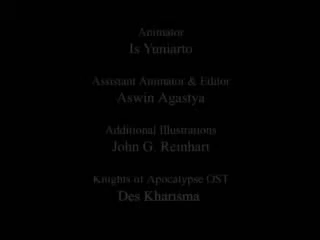 Animator
Is Yuniarto
Assistant Animator & Editor
Aswin Agastya
Additional Illustrations
John G. Reinhart
Knights of Apocalypse OST
Des Kharisma